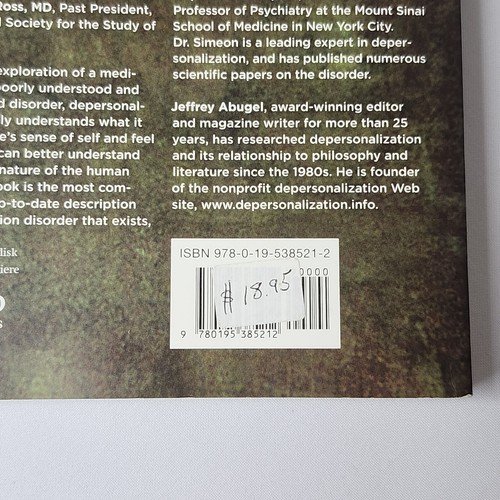 Ross, MD, Past President,
Society for the Study of
exploration of a medi-
poorly understood and
disorder, depersonal-
understands what it
sense of self and feel
can better understand
nature of the human
is the most com-
description
disorder that exists,
disk
Professor of Psychiatry at the Mount Sinai
School of Medicine in New York City.
Dr. Simeon is a leading expert in deper-
sonalization, and has published numerous
scientific papers on the disorder.
Jeffrey Abugel, award-winning editor
and magazine writer for more than 25
years, has researched depersonalization
and its relationship to philosophy and
literature since the 1980s. He is founder
of the nonprofit depersonalization Web
site, www.depersonalization.info.
ISBN 978-0-19-538521-2
0000
$ 18.95
9 780195 385212